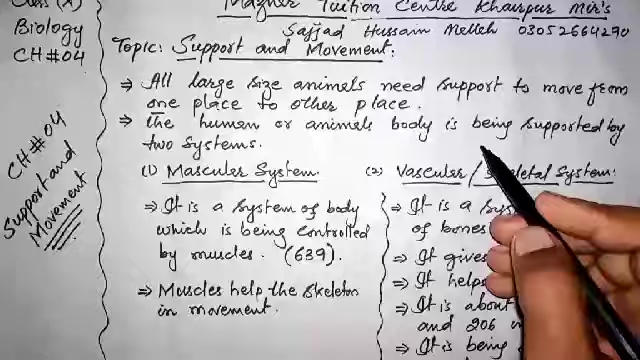 Class (X)
Biology
CH#04
CH#04
Support and
Movement
Magner Tuition Centre Khairpur Mir's
Sajjad Hussain Melleh 03052664290
Topic: Support and Movement:
⇒ All large size animals need support to move from
one place to other place.
⇒ The human or animals body is being supported by
two systems.
(1) Mascular System.
⇒ It is a system of body
which is being controlled
by muscles. (639).
⇒ Muscles help the skeleton
in movement.
(2) Vascular / Skeletal System:
⇒ It is a
of bones
⇒ It gives
⇒ It helps
⇒ It is about
and 206
⇒ It is being